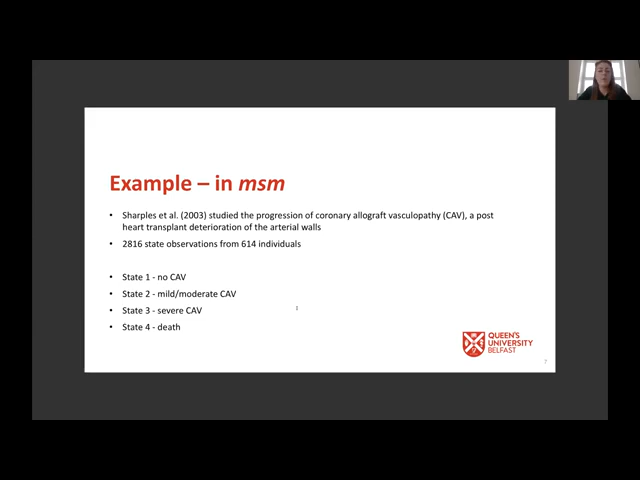 Example – in msm
• Sharples et al. (2003) studied the progression of coronary allograft vasculopathy (CAV), a post
heart transplant deterioration of the arterial walls
• 2816 state observations from 614 individuals
• State 1 - no CAV
• State 2 - mild/moderate CAV
• State 3 - severe CAV
• State 4 - death
QUEEN'S
UNIVERSITY
BELFAST
7